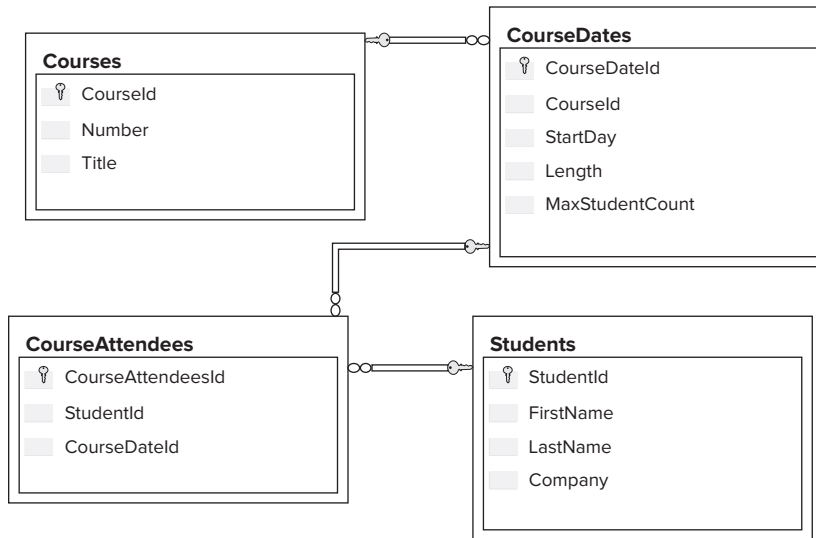 Courses
CourseId
Number
Title
CourseDates
CourseDateId
CourseId
StartDay
Length
MaxStudentCount
CourseAttendees
CourseAttendeesId
StudentId
CourseDateId
Students
StudentId
FirstName
LastName
Company